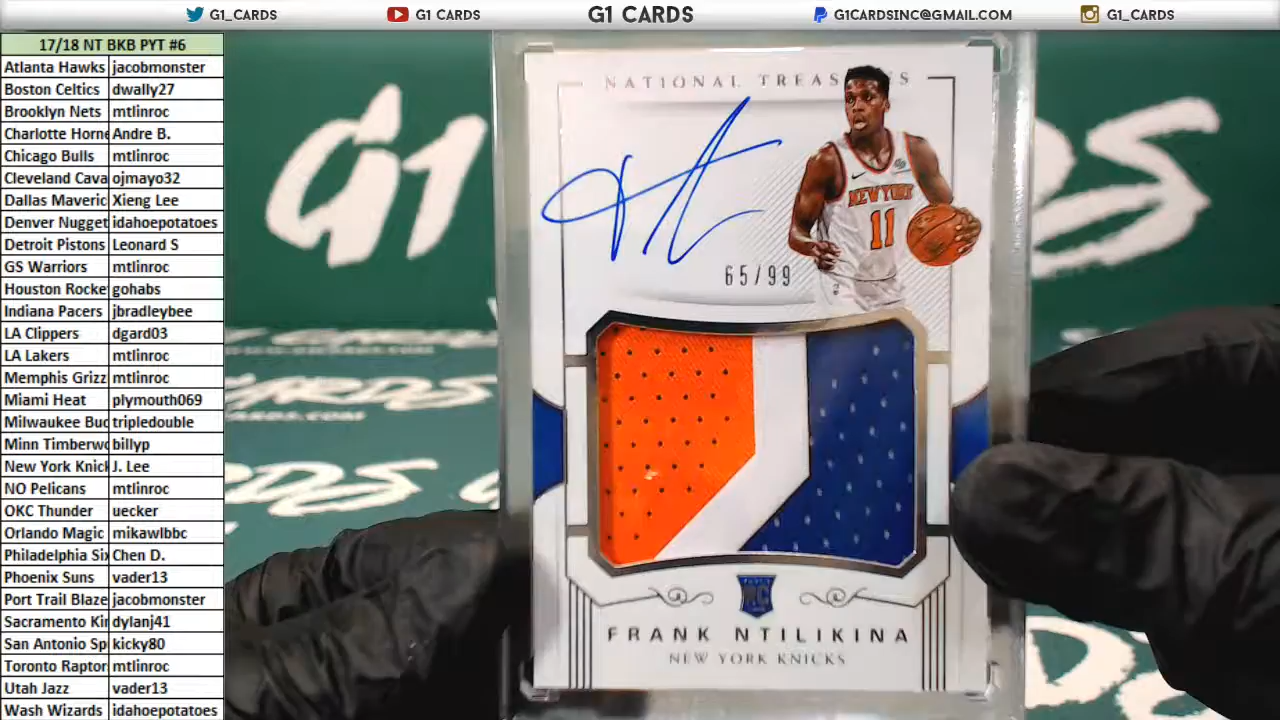 G1_CARDS
G1 CARDS
G1 CARDS
G1CARDSINC@GMAIL.COM
G1_CARDS
17/18 NT BKB PYT #6
Atlanta Hawks jacobmonster
Boston Celtics dwally27
Brooklyn Nets mtlinroc
Charlotte Horne Andre B.
Chicago Bulls mtlinroc
Cleveland Cava ojmayo32
Dallas Maveric Xieng Lee
Denver Nugget idahoepotatoes
Detroit Pistons Leonard S
GS Warriors mtlinroc
Houston Rocke gohabs
Indiana Pacers jbradleybee
LA Clippers dgard03
LA Lakers mtlinroc
Memphis Grizz mtlinroc
Miami Heat plymouth069
Milwaukee Buc tripledouble
Minn Timberwo billyp
New York Knick J. Lee
NO Pelicans mtlinroc
OKC Thunder uecker
Orlando Magic mikawlbbc
Philadelphia Six Chen D.
Phoenix Suns vader13
Port Trail Blaze jacobmonster
Sacramento Kin dylanj41
San Antonio Sp kicky80
Toronto Raptor mtlinroc
Utah Jazz vader13
Wash Wizards idahoepotatoes
G1
RDS
NATIONAL TREASURES
NEW YORK
11
65/99
RC
FRANK NTILIKINA
NEW YORK KNICKS